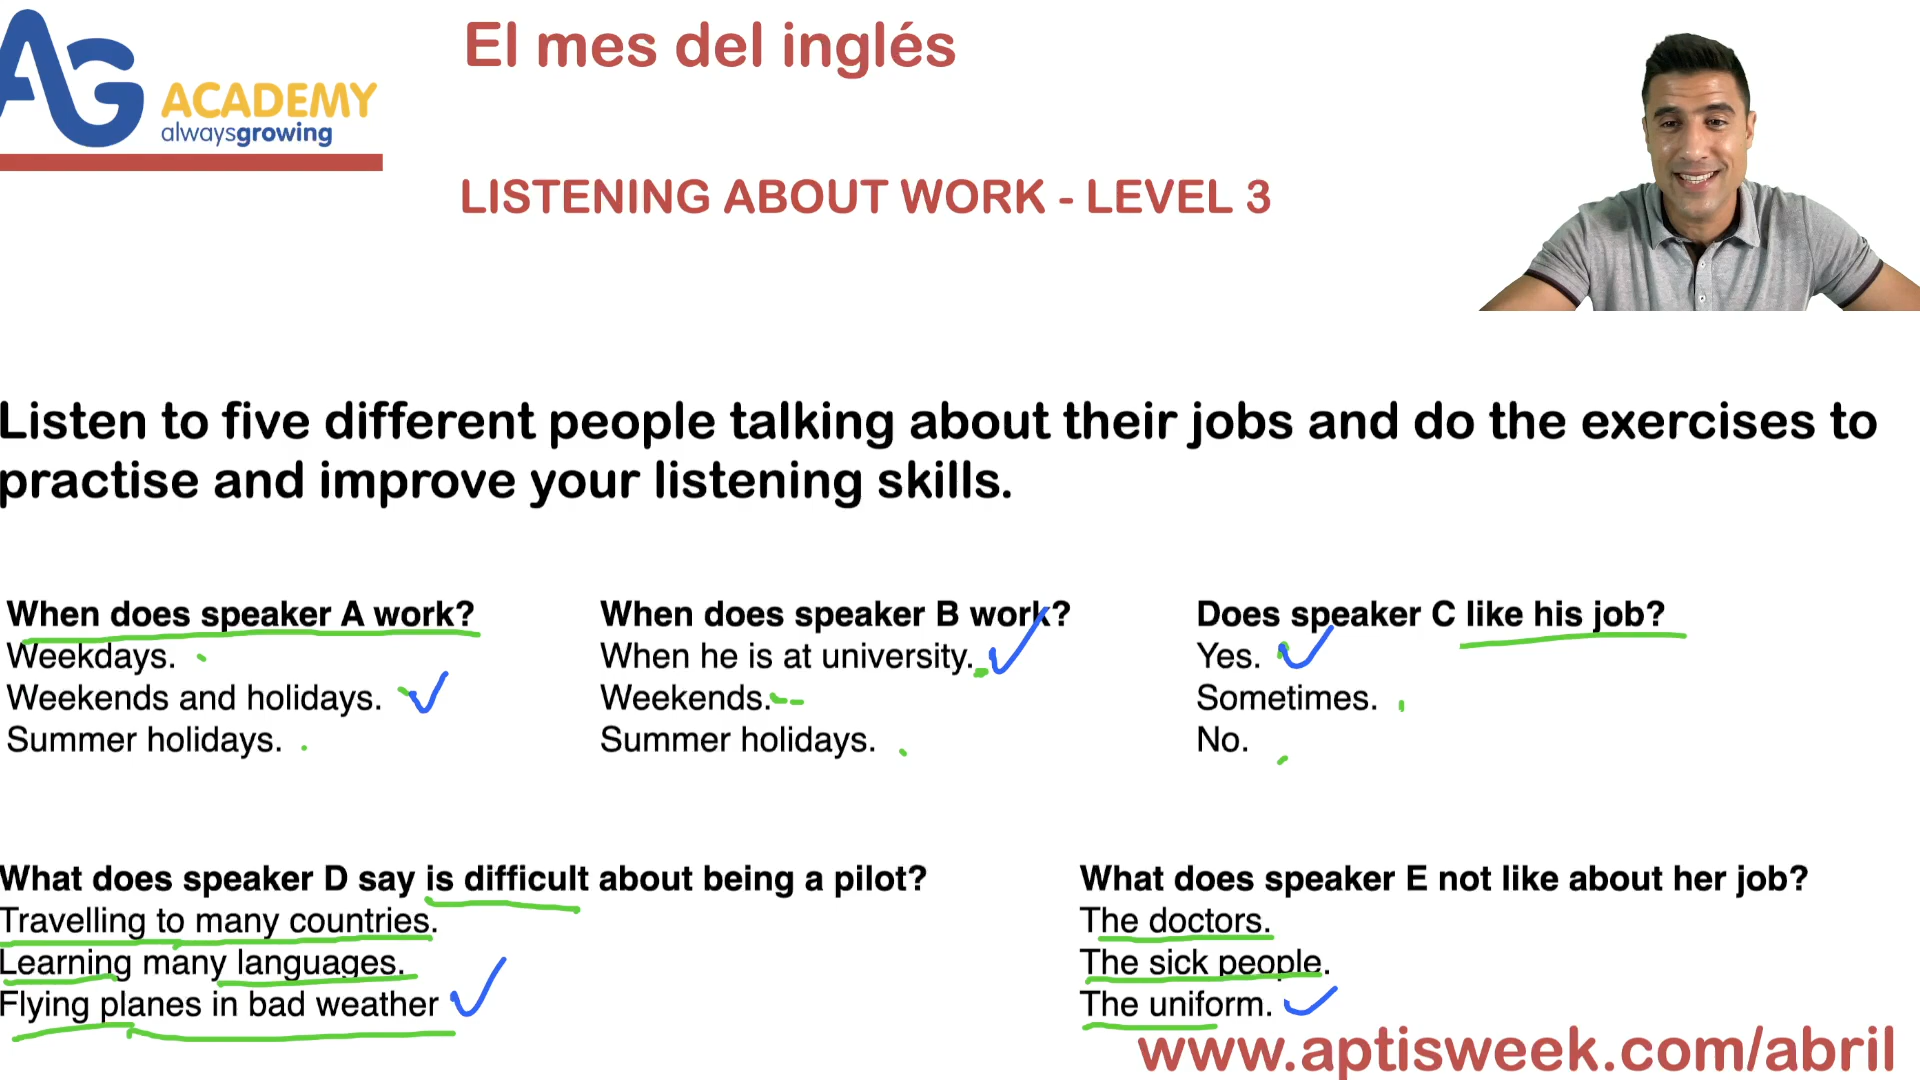 AG ACADEMY
alwaysgrowing
El mes del inglés
LISTENING ABOUT WORK - LEVEL 3
Listen to five different people talking about their jobs and do the exercises to
practise and improve your listening skills.
When does speaker A work?
Weekdays.
Weekends and holidays.
Summer holidays.
When does speaker B work?
When he is at university.
Weekends.
Summer holidays.
Does speaker C like his job?
Yes.
Sometimes.
No.
What does speaker D say is difficult about being a pilot?
Travelling to many countries.
Learning many languages.
Flying planes in bad weather
What does speaker E not like about her job?
The doctors.
The sick people.
The uniform.
www.aptisweek.com/abril